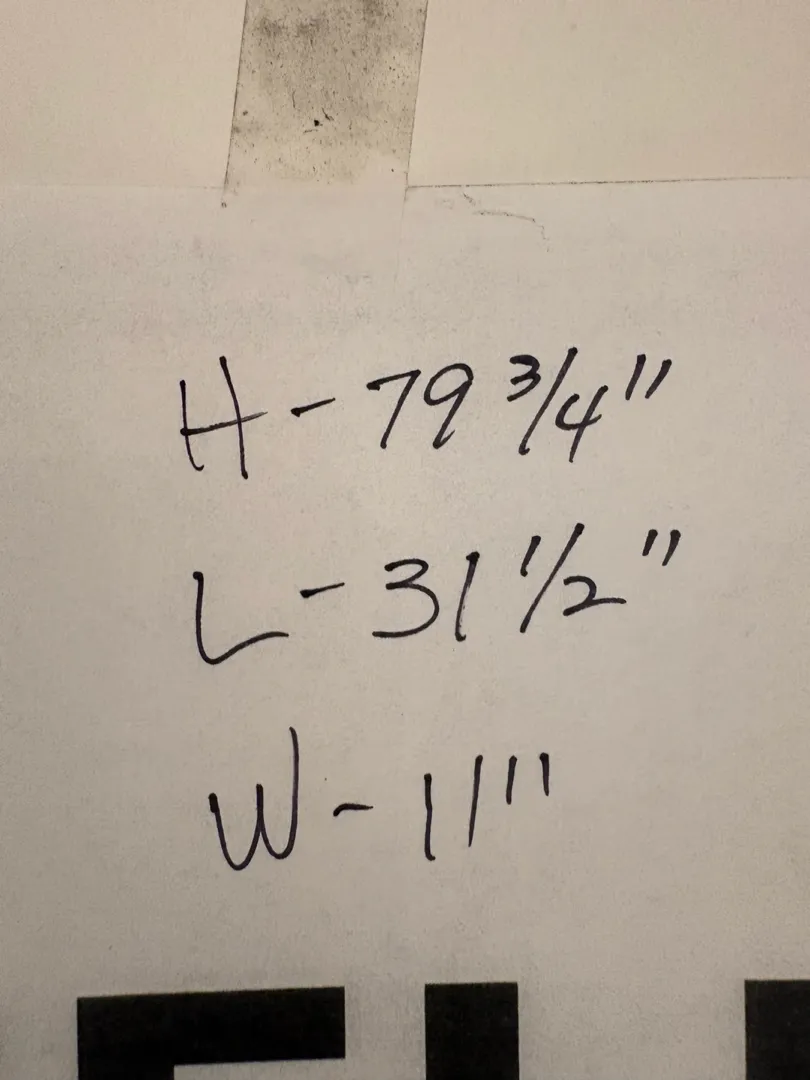 H - 79 3/4"
L - 31 1/2"
W - 11"